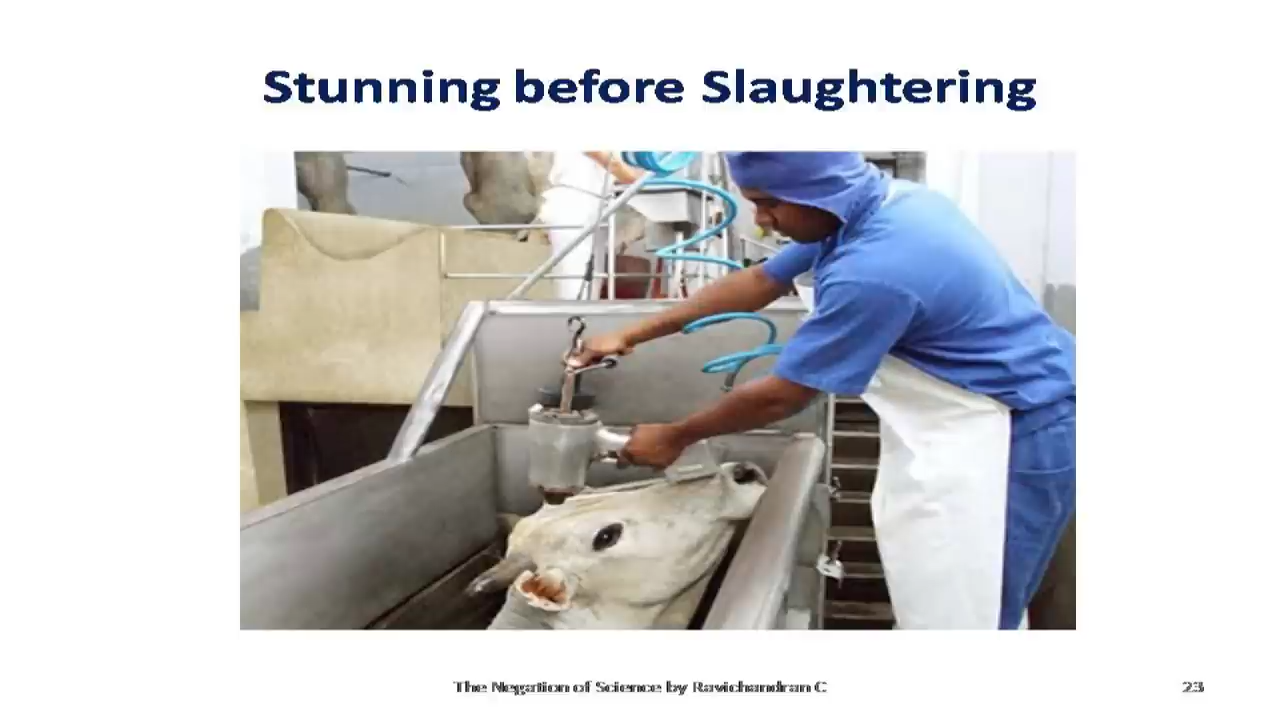 Stunning before Slaughtering
The Negation of Science by Ravichandran C
23